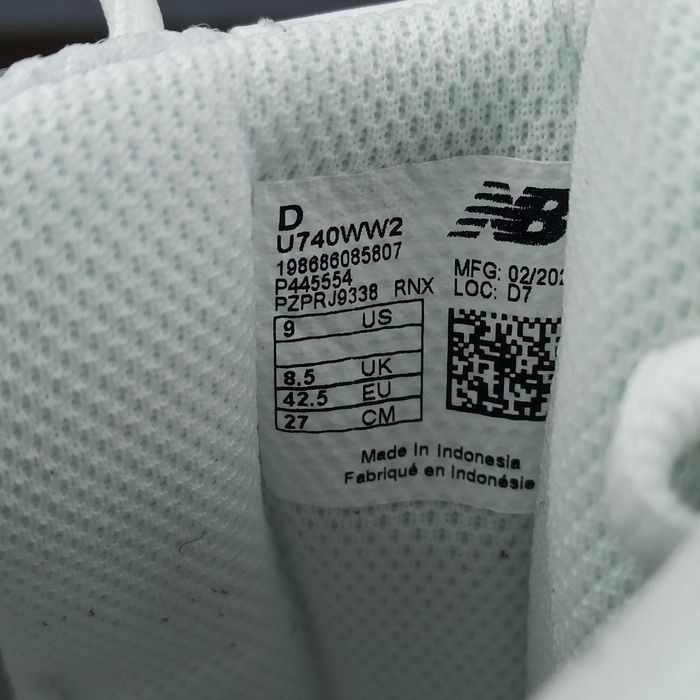 D
U740WW2
198686085807
P445554
PZPRJ9338 RNX
9 US
8.5 UK
42.5 EU
27 CM
NB
MFG: 02/202
LOC: D7
Made In Indonesia
Fabriqué en Indonésie